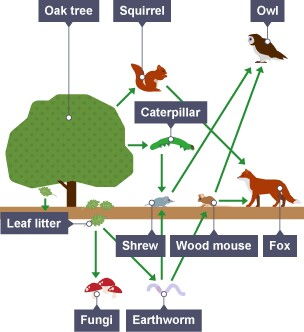 Oak tree
Squirrel
Owl
Caterpillar
Leaf litter
Shrew
Wood mouse
Fox
Fungi
Earthworm